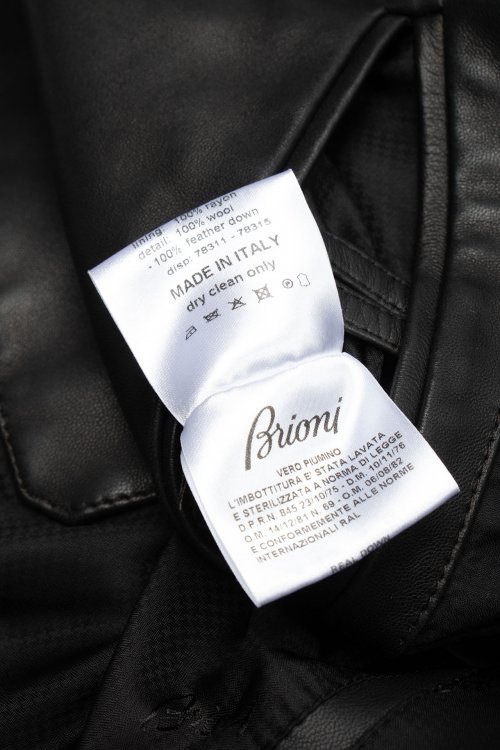 lining: 100% rayon
detail: 100% wool
- 100% feather down
disp: 78311 - 78315
MADE IN ITALY
dry clean only
P
Brioni
VERO PIUMINO
L'IMBOTTITURA E' STATA LAVATA
E STERILIZZATA A NORMA DI LEGGE
D.P.R.N. 845 23/10/75 - D.M. 10/11/76
O.M. 14/12/81 N. 69 - O.M. 06/08/82
E CONFORMEMENTE ALLE NORME
INTERNAZIONALI RAL
REAL DOWN